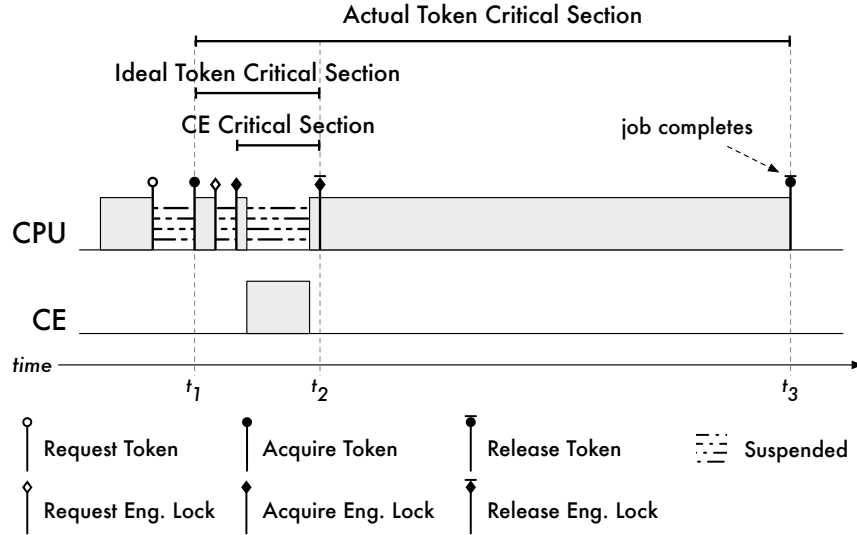 Actual Token Critical Section
Ideal Token Critical Section
CE Critical Section
job completes
CPU
CE
time
t1 t2 t3
Request Token Acquire Token Release Token Suspended
Request Eng. Lock Acquire Eng. Lock Release Eng. Lock